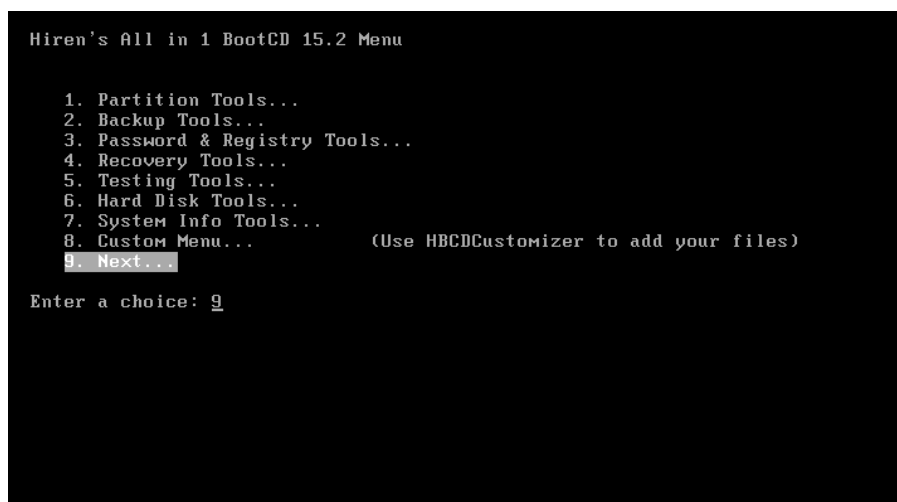 Hiren's All in 1 BootCD 15.2 Menu
1. Partition Tools...
2. Backup Tools...
3. Password & Registry Tools...
4. Recovery Tools...
5. Testing Tools...
6. Hard Disk Tools...
7. System Info Tools...
8. Custom Menu... (Use HBCDCustomizer to add your files)
9. Next...
Enter a choice: 9